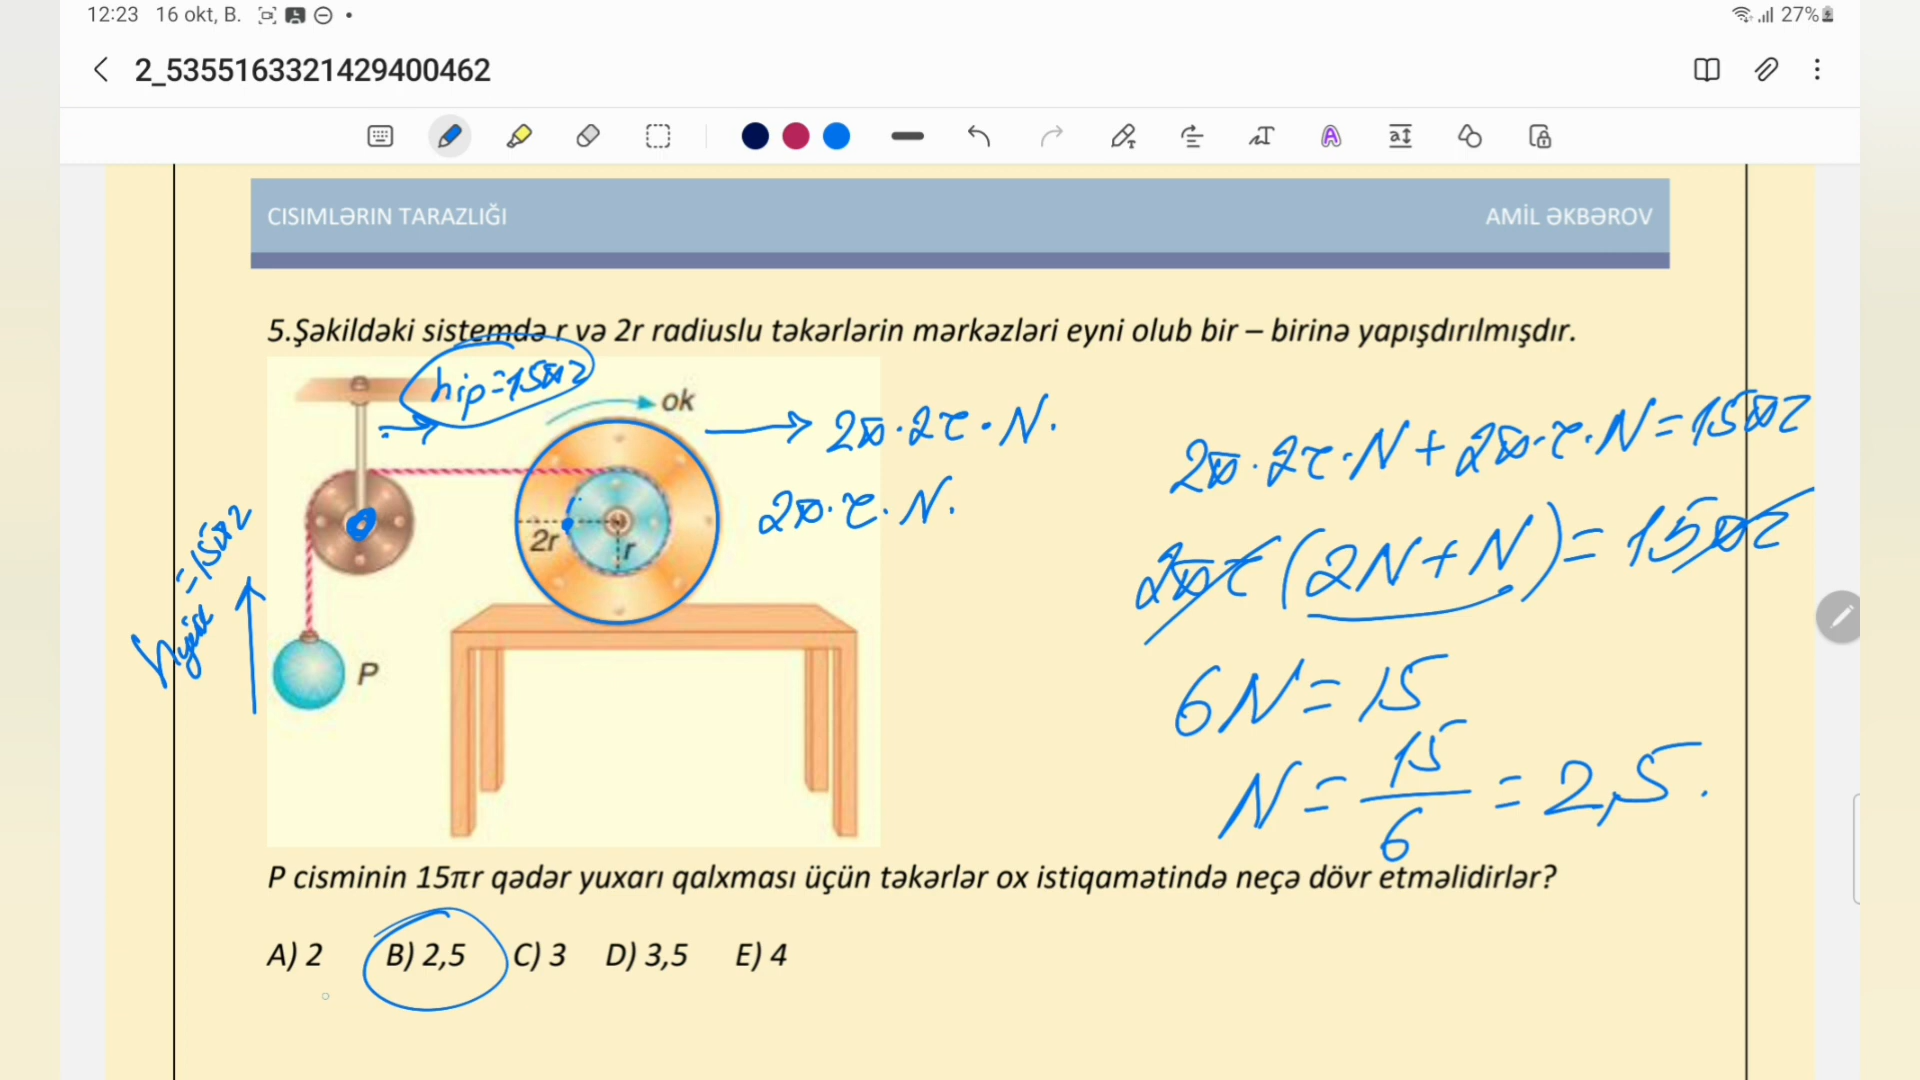 12:23 16 okt, B. 27%
2_5355163321429400462
CISIMLƏRIN TARAZLIĞI AMİL ƏKBƏROV
5.Şəkildəki sistemdə r və 2r radiuslu təkərlərin mərkəzləri eyni olub bir – birinə yapışdırılmışdır.
hip=15πr
ok
2π·2r·N.
2π·2r·N+2π·r·N=15πr
2π·r·N.
2r
r
2πr(2N+N)=15πr
=15πr
P
6N=15
N=15/6=2,5.
P cisminin 15πr qədər yuxarı qalxması üçün təkərlər ox istiqamətində neçə dövr etməlidirlər?
A) 2 B) 2,5 C) 3 D) 3,5 E) 4